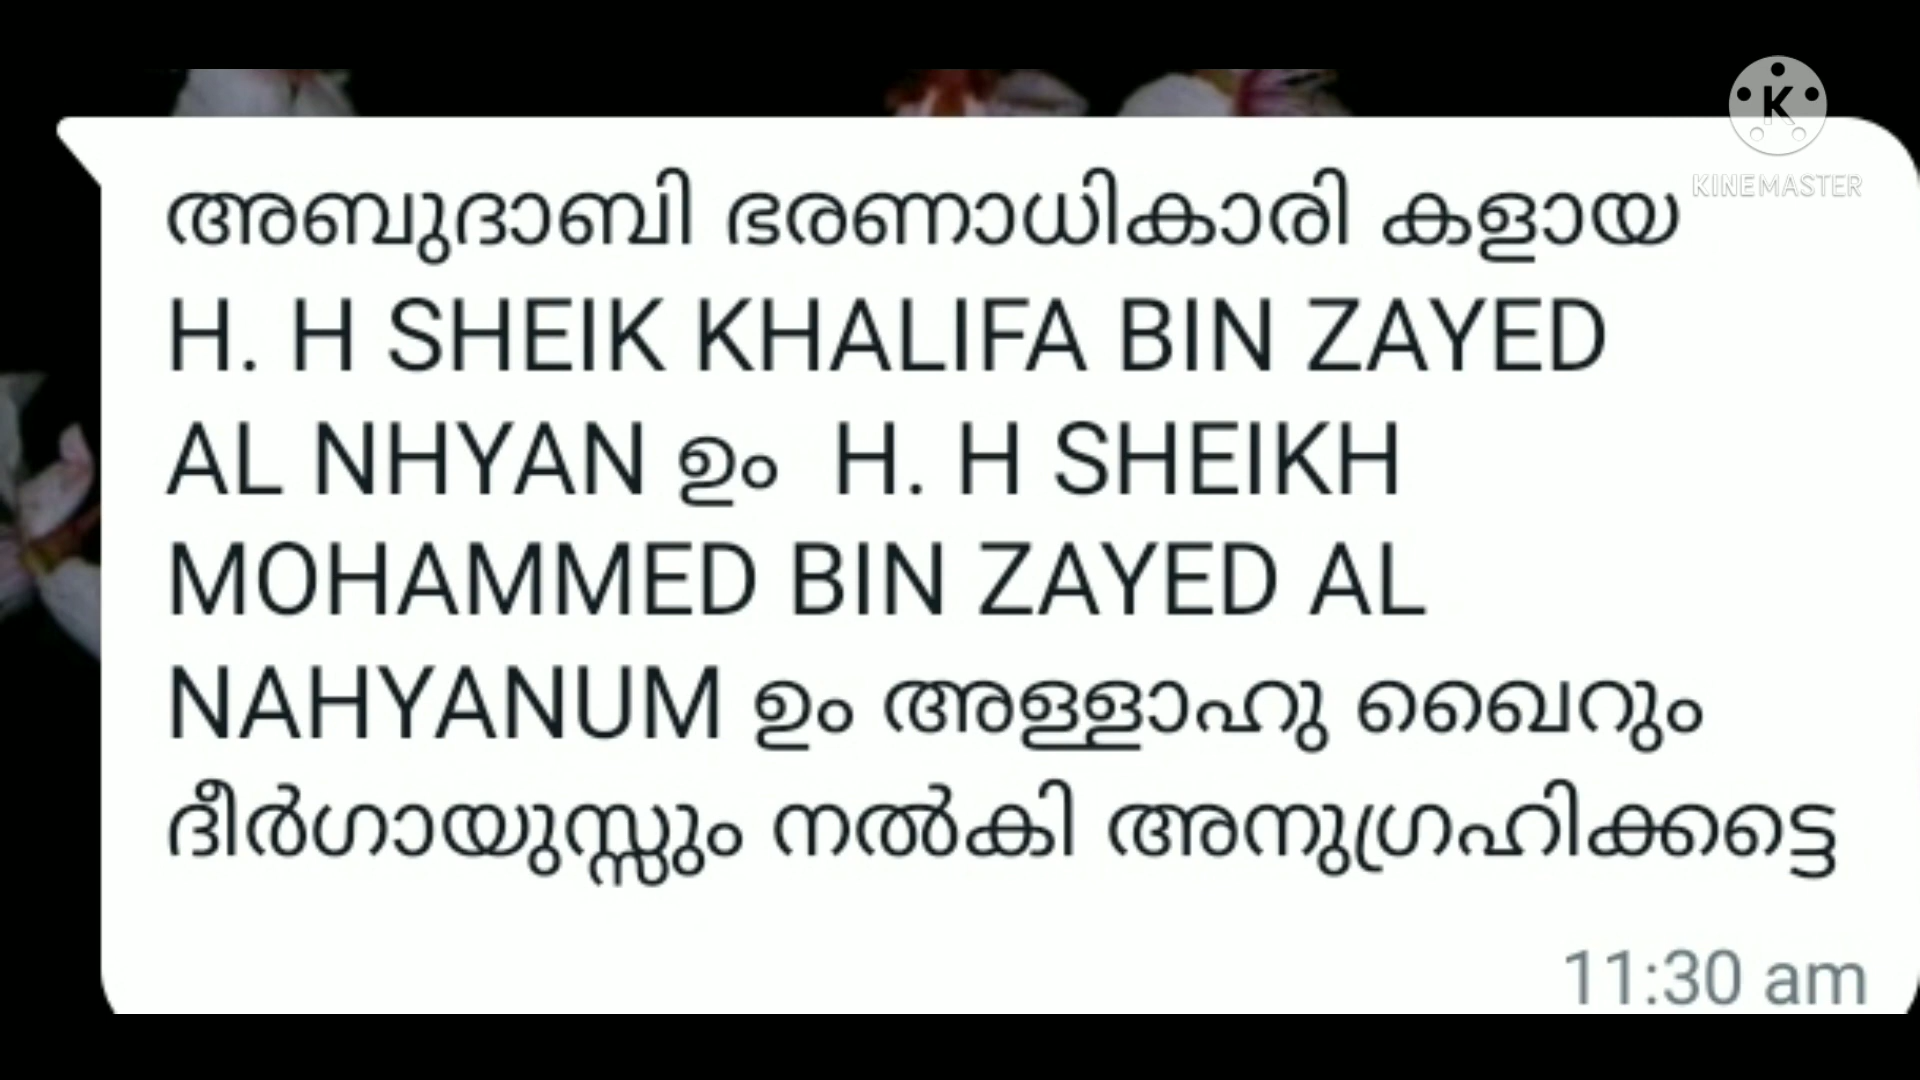 KINEMASTER
അബുദാബി ഭരണാധികാരി കളായ
H. H SHEIK KHALIFA BIN ZAYED
AL NHYAN ഉം H. H SHEIKH
MOHAMMED BIN ZAYED AL
NAHYANUM ഉം അള്ളാഹു ഖൈറും
ദീർഗായുസ്സും നൽകി അനുഗ്രഹിക്കട്ടെ
11:30 am